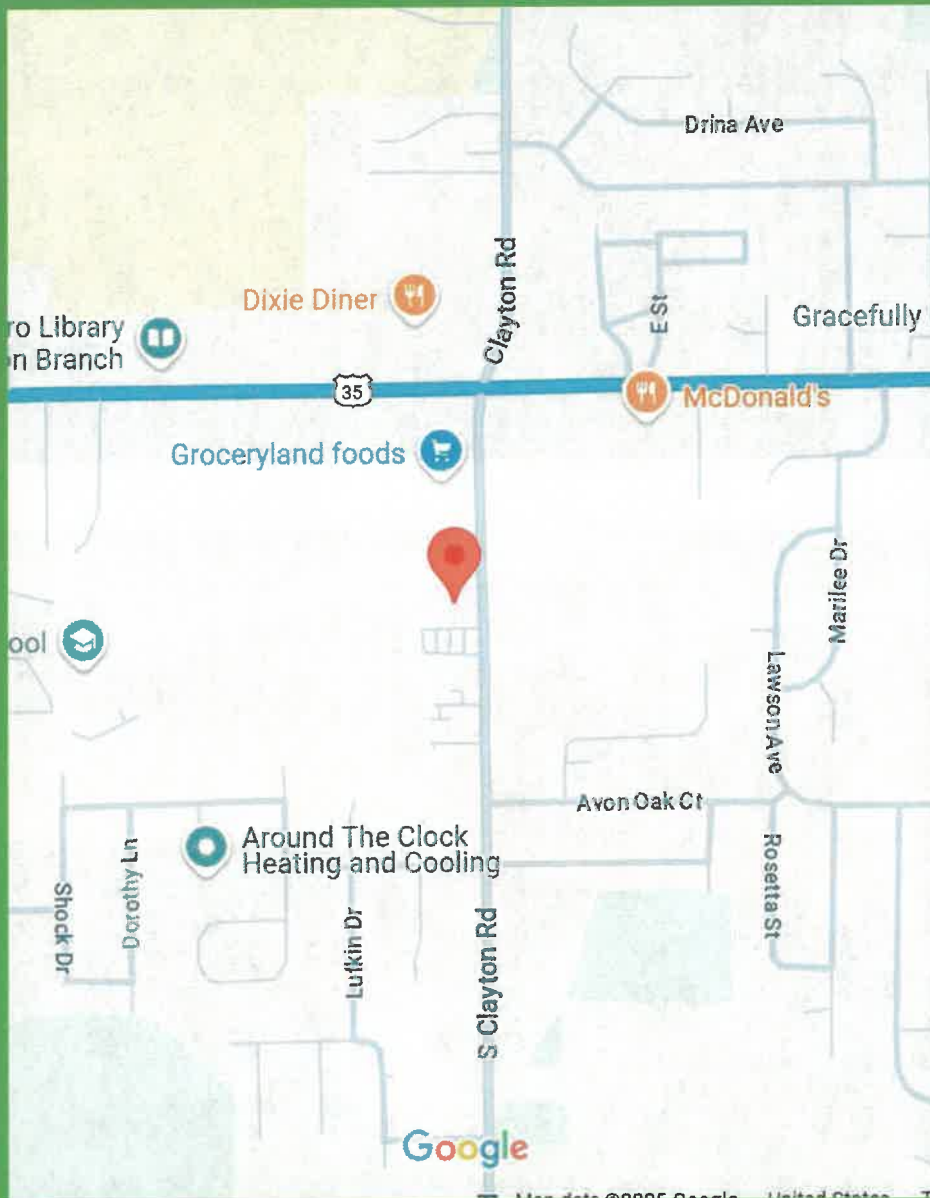 Drina Ave
Clayton Rd
Dixie Diner
E St
Gracefully
ro Library
n Branch
35
McDonald's
Groceryland foods
Marilee Dr
ool
Lawson Ave
Avon Oak Ct
Around The Clock
Heating and Cooling
Dorothy Ln
Rosetta St
Shock Dr
Lutkin Dr
S Clayton Rd
Google